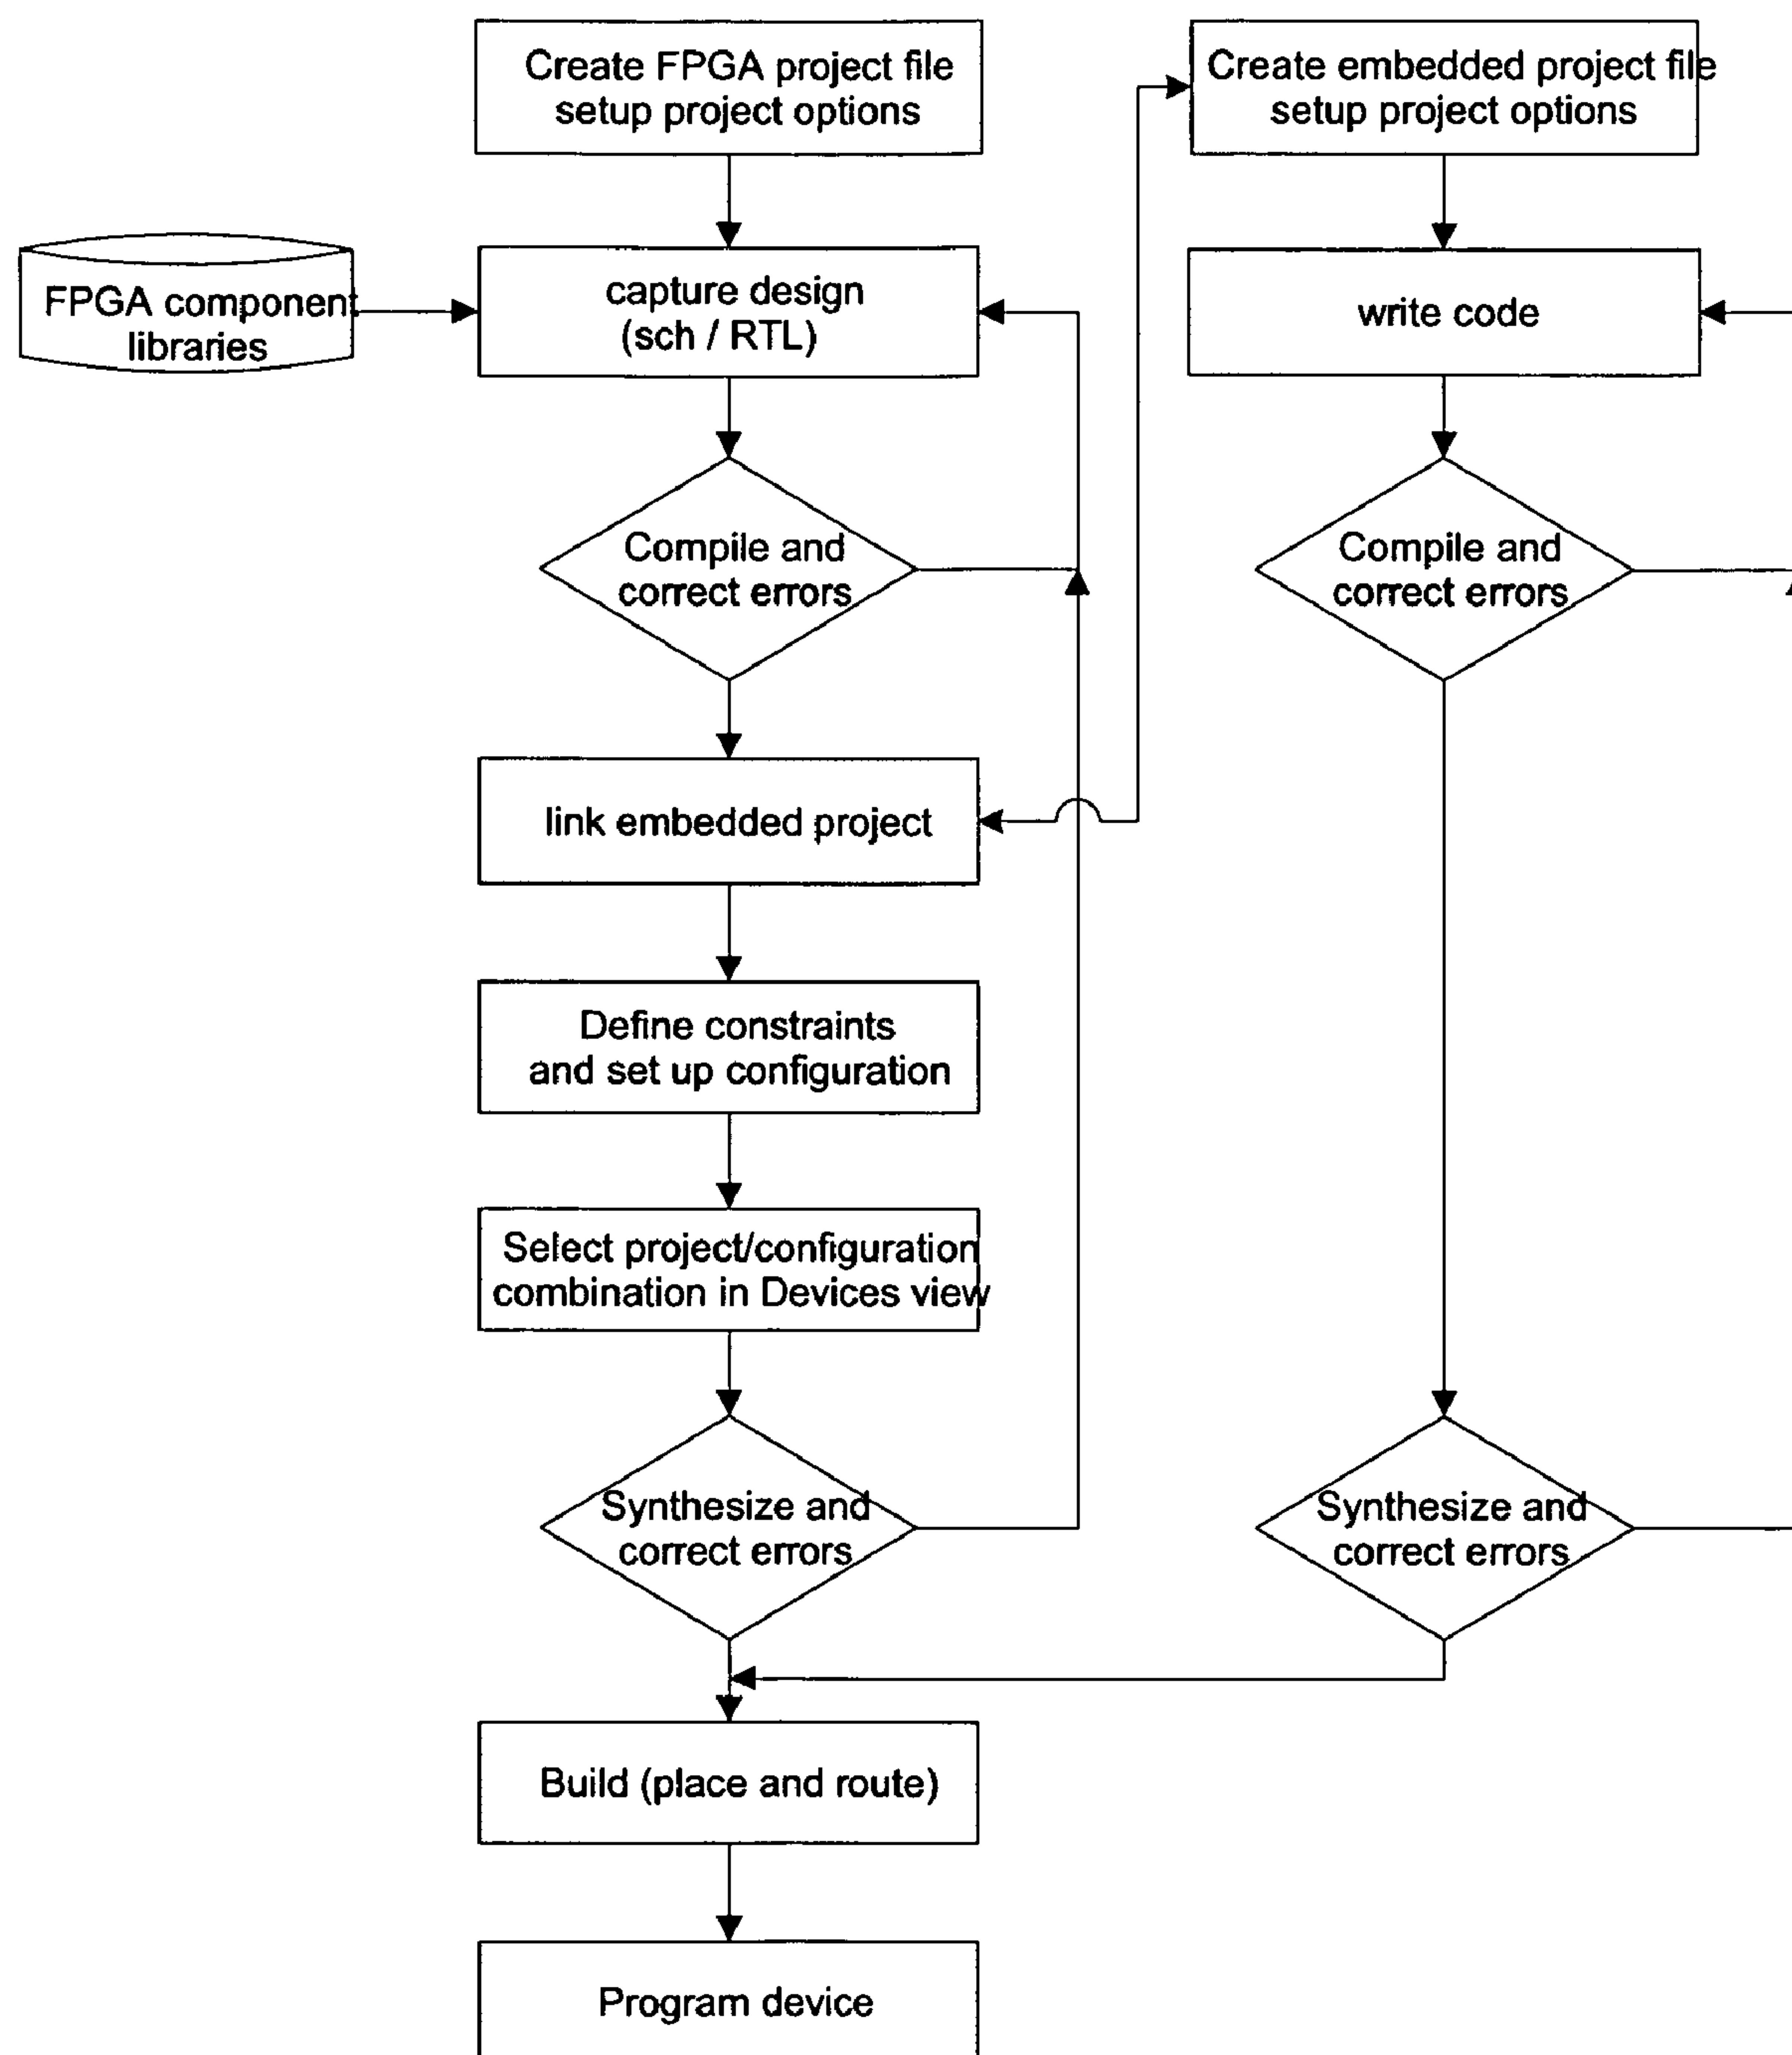 Create FPGA project file
setup project options
Create embedded project file
setup project options
FPGA component
libraries
capture design
(sch / RTL)
write code
Compile and
correct errors
Compile and
correct errors
link embedded project
Define constraints
and set up configuration
Select project/configuration
combination in Devices view
Synthesize and
correct errors
Synthesize and
correct errors
Build (place and route)
Program device